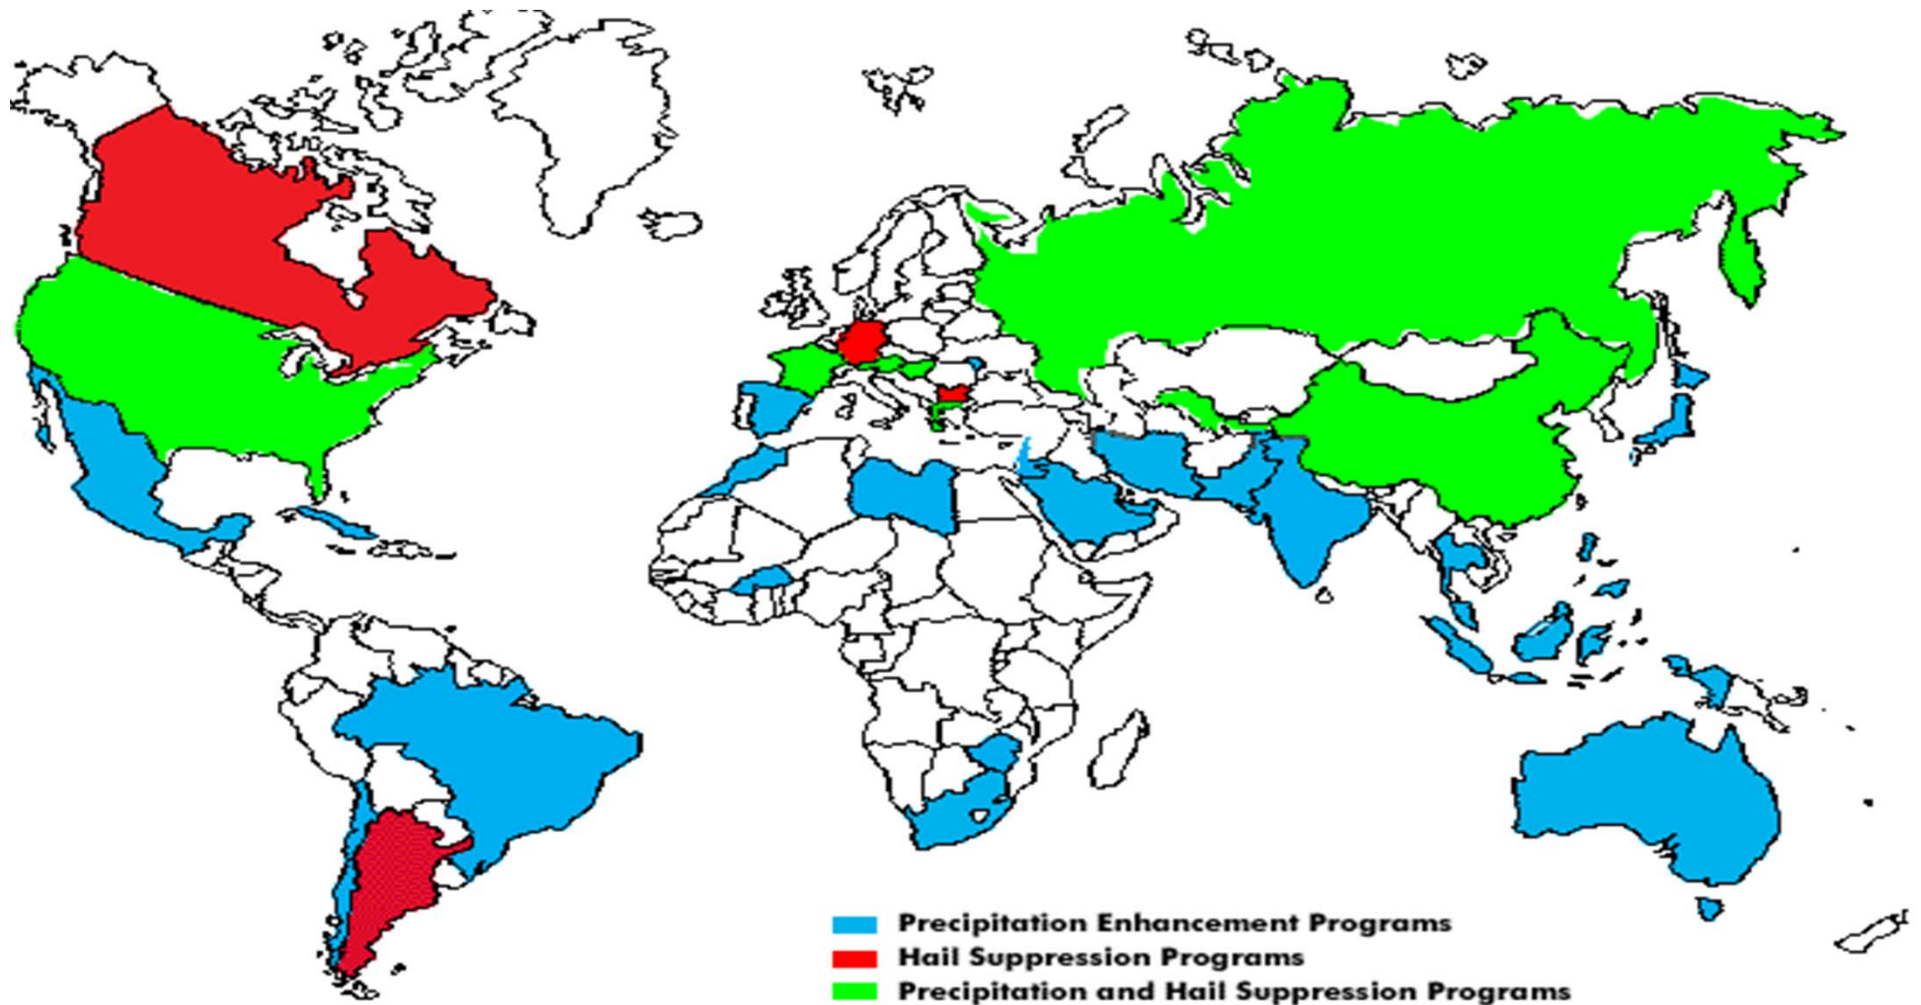 Precipitation Enhancement Programs
Hail Suppression Programs
Precipitation and Hail Suppression Programs